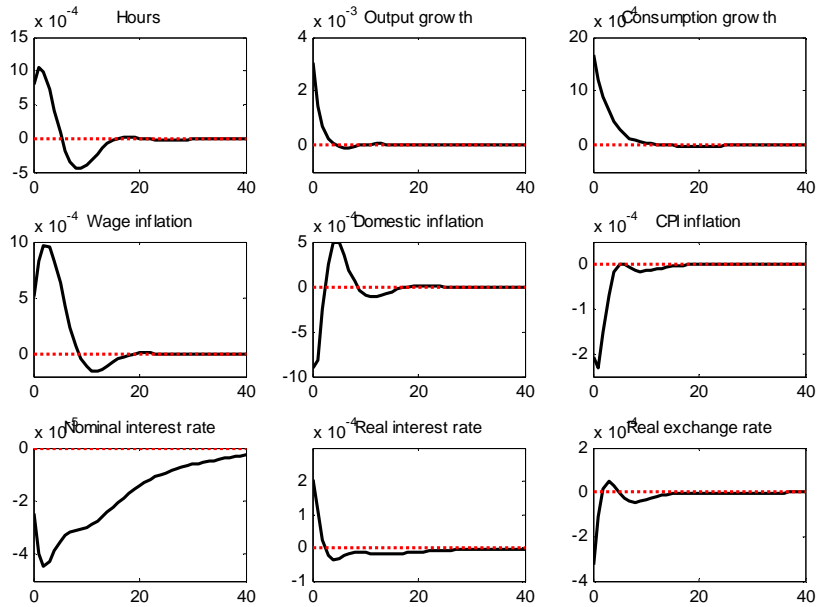 x 10^-4 Hours
15
10
5
0
-5
0 20 40
x 10^-3 Output growth
4
2
0
-2
0 20 40
x 10^-4 Consumption growth
20
10
0
-10
0 20 40
x 10^-4 Wage inflation
10
5
0
0 20 40
x 10^-4 Domestic inflation
5
0
-5
-10
0 20 40
x 10^-4 CPI inflation
0
-1
-2
0 20 40
x 10^-5 Nominal interest rate
0
-2
-4
0 20 40
x 10^-4 Real interest rate
2
1
0
-1
0 20 40
x 10^-4 Real exchange rate
2
0
-2
-4
0 20 40